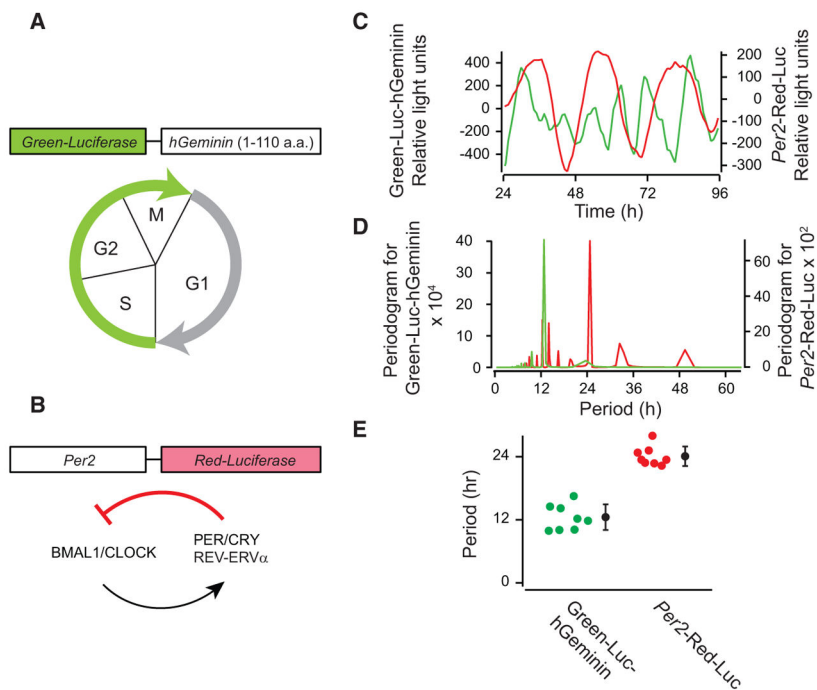 A
Green-Luciferase
hGeminin (1-110 a.a.)
M
G2
G1
S
B
Per2
Red-Luciferase
BMAL1/CLOCK
PER/CRY
REV-ERVα
C
Green-Luc-hGeminin
Relative light units
400
200
0
-200
-400
200
100
0
-100
-200
-300
Per2-Red-Luc
Relative light units
24
48
72
96
Time (h)
D
Periodogram for
Green-Luc-hGeminin
x 10⁴
40
30
20
10
0
60
40
20
0
Periodogram for
Per2-Red-Luc x 10²
0
12
24
36
48
60
Period (h)
E
Period (hr)
24
12
0
Green-Luc-
hGeminin
Per2-Red-Luc